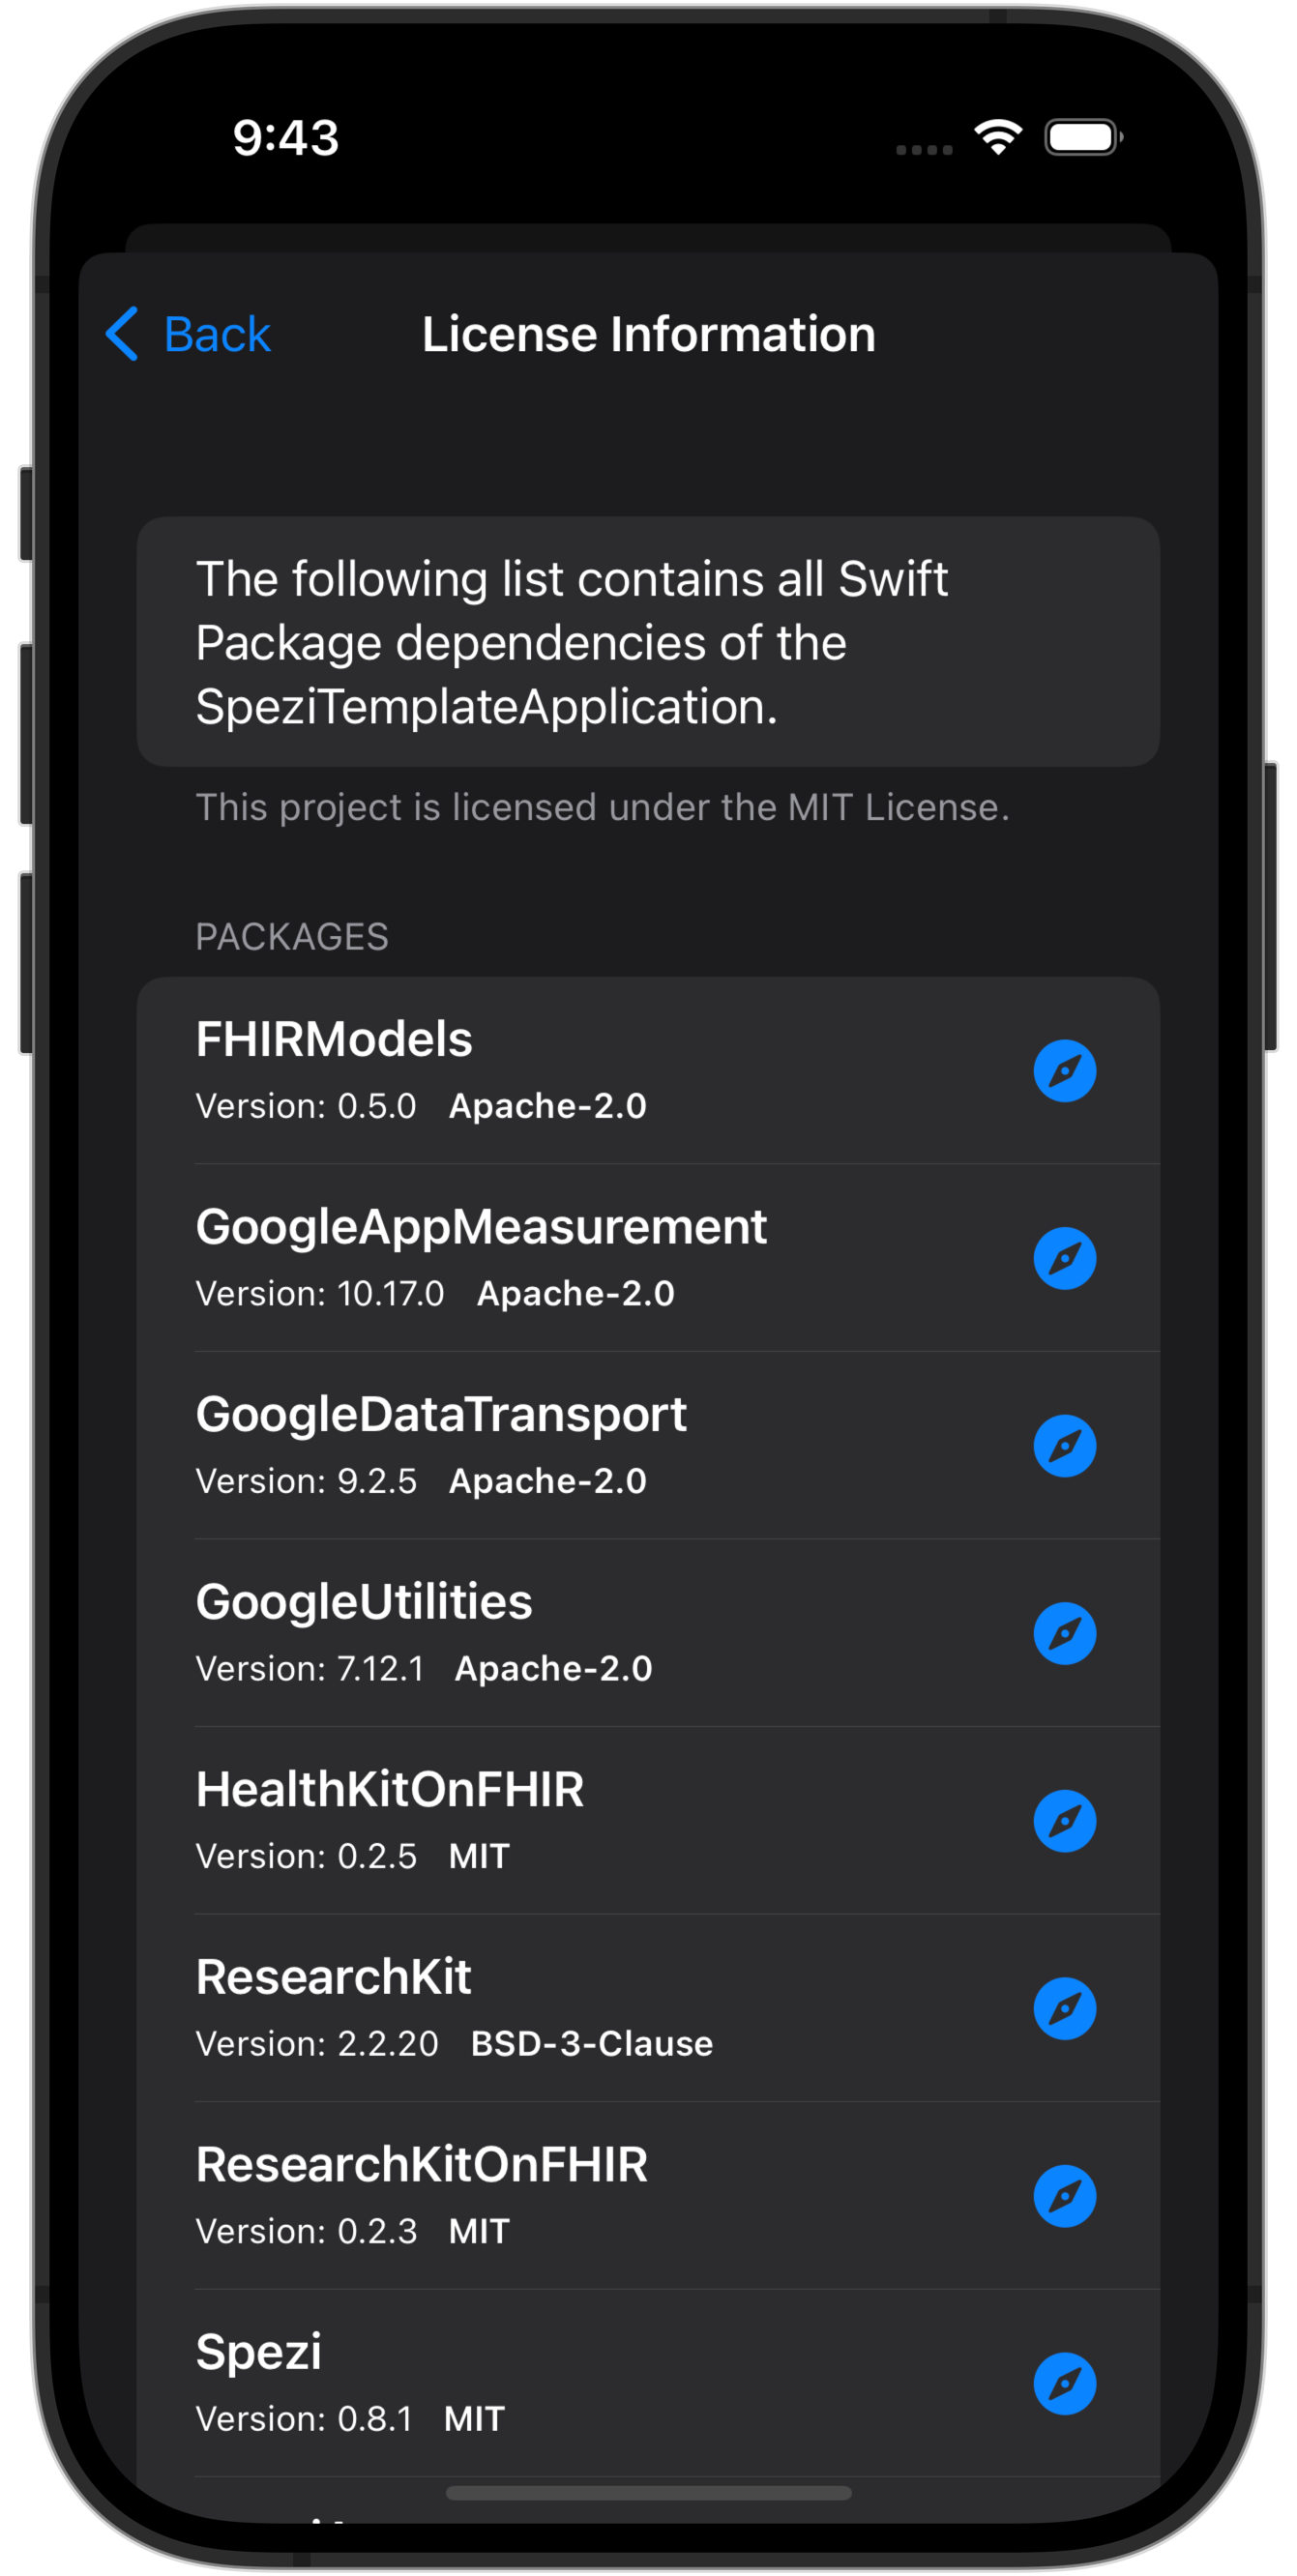 9:43
Back
License Information
The following list contains all Swift
Package dependencies of the
SpeziTemplateApplication.
This project is licensed under the MIT License.
PACKAGES
FHIRModels
Version: 0.5.0 Apache-2.0
GoogleAppMeasurement
Version: 10.17.0 Apache-2.0
GoogleDataTransport
Version: 9.2.5 Apache-2.0
GoogleUtilities
Version: 7.12.1 Apache-2.0
HealthKitOnFHIR
Version: 0.2.5 MIT
ResearchKit
Version: 2.2.20 BSD-3-Clause
ResearchKitOnFHIR
Version: 0.2.3 MIT
Spezi
Version: 0.8.1 MIT